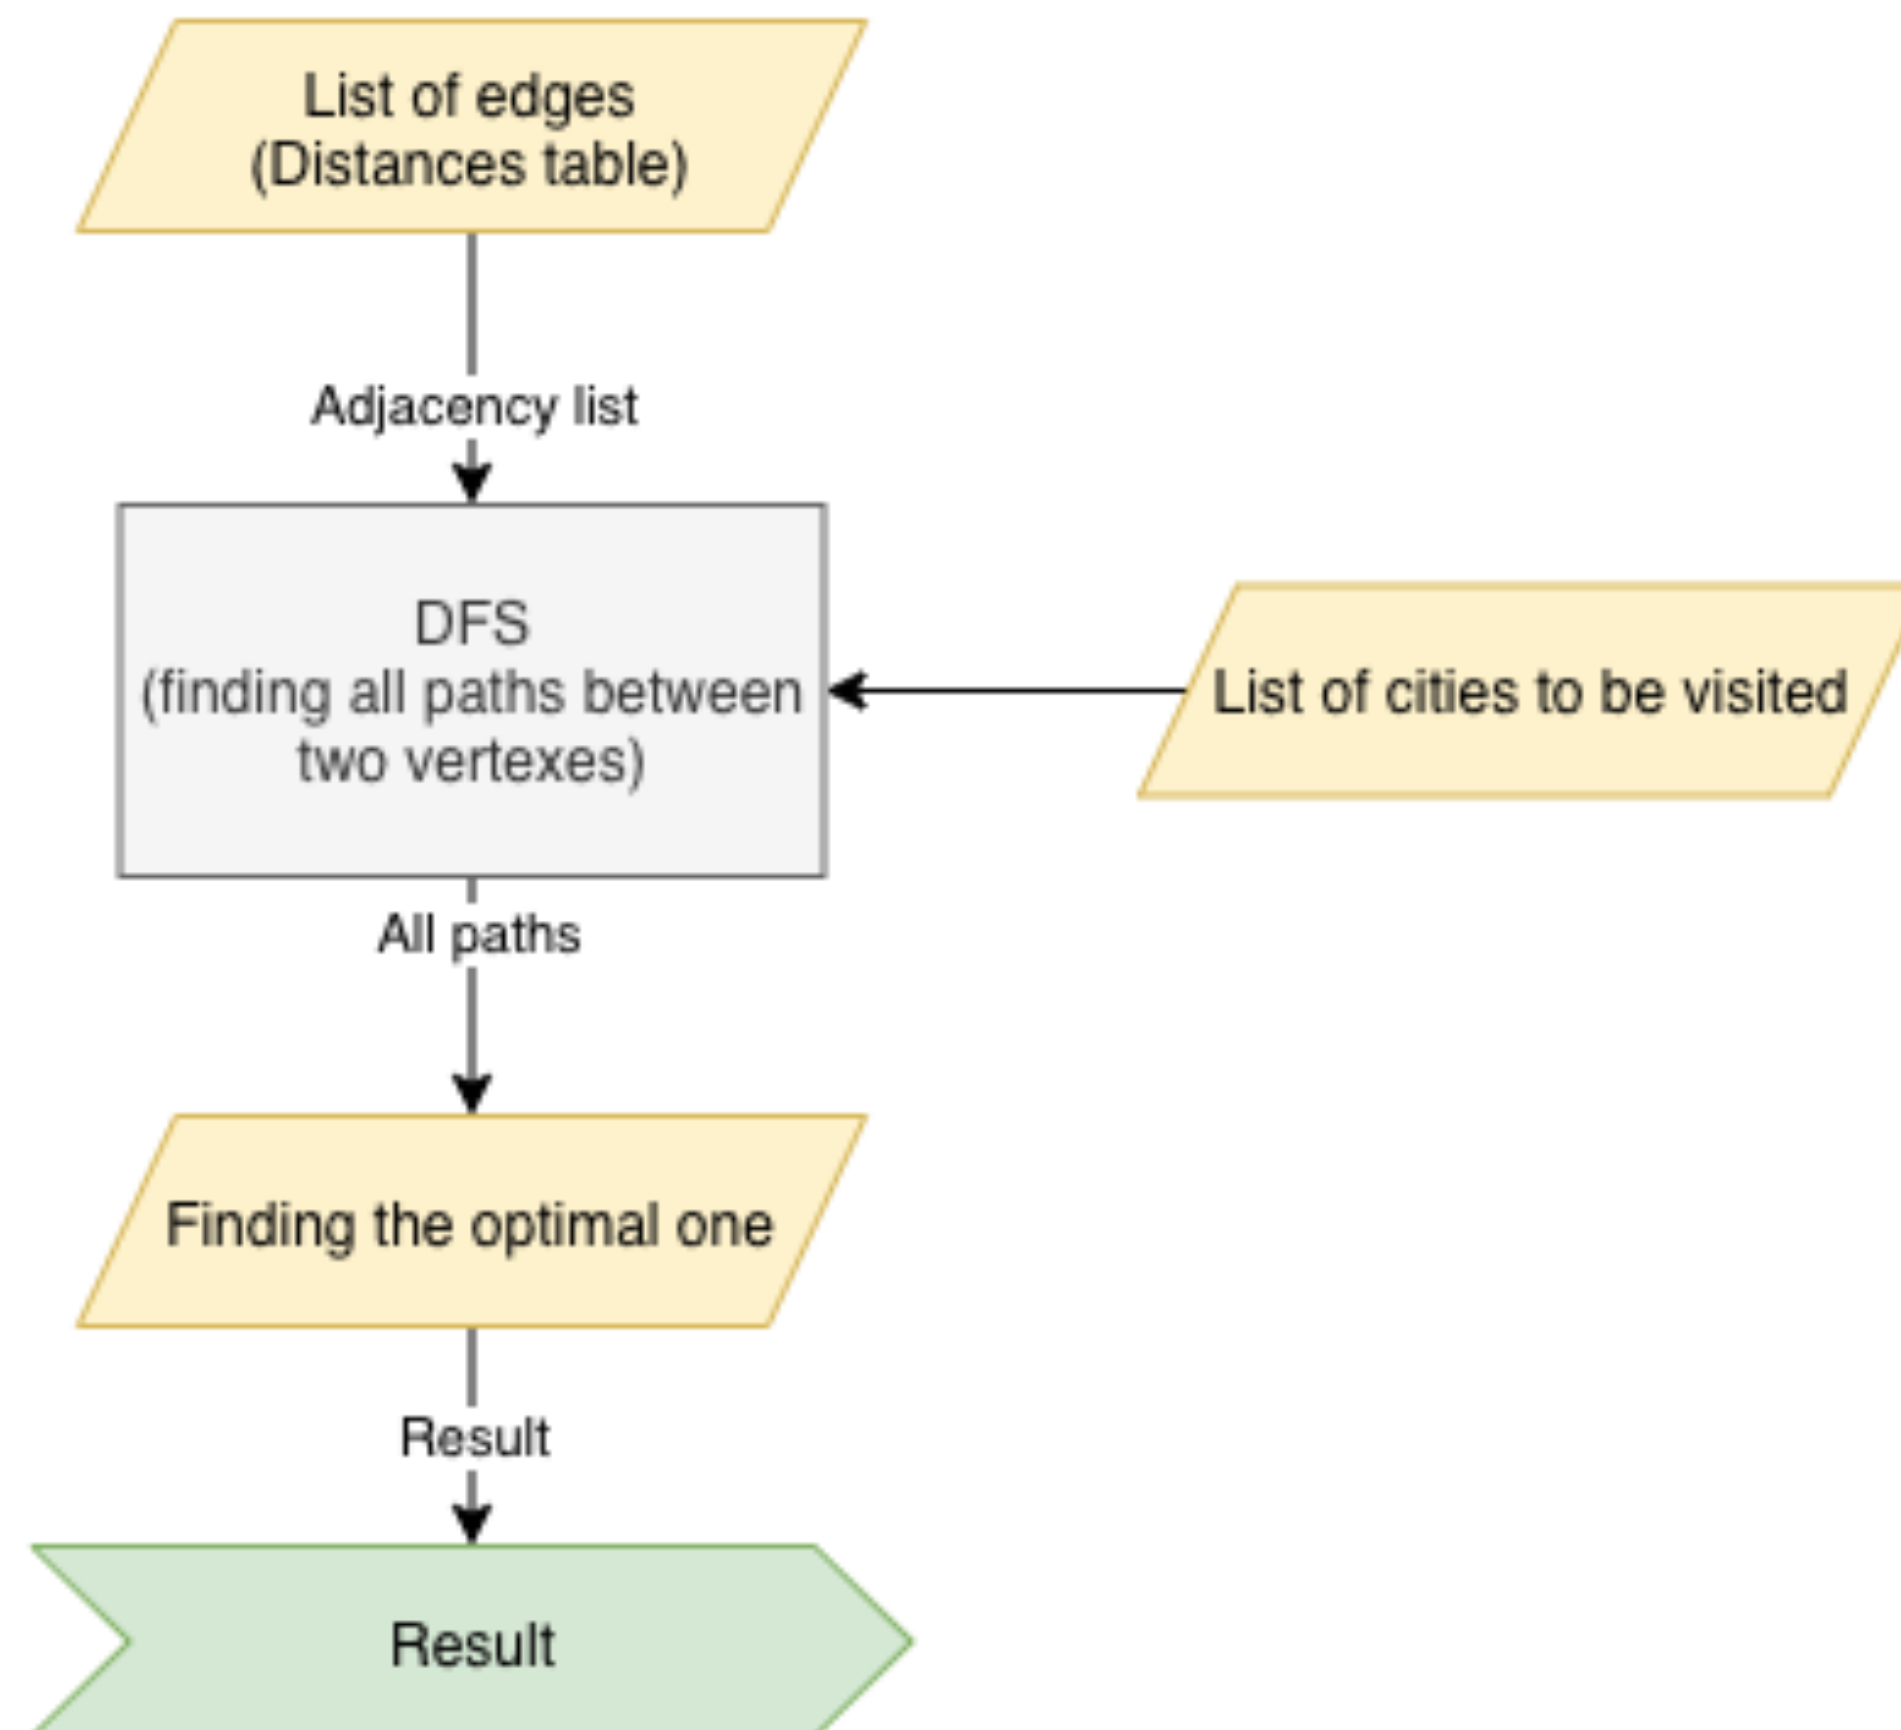 List of edges
(Distances table)
Adjacency list
DFS
(finding all paths between
two vertexes)
List of cities to be visited
All paths
Finding the optimal one
Result
Result